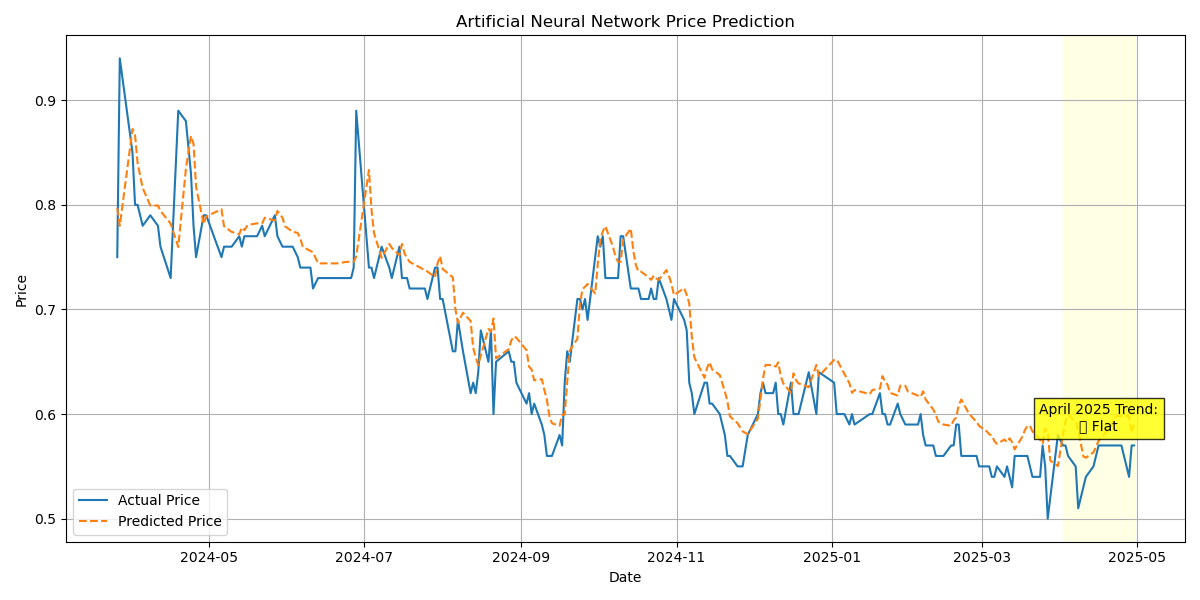 Artificial Neural Network Price Prediction
Price
0.9
0.8
0.7
0.6
0.5
April 2025 Trend:
Flat
Actual Price
Predicted Price
2024-05
2024-07
2024-09
2024-11
2025-01
2025-03
2025-05
Date